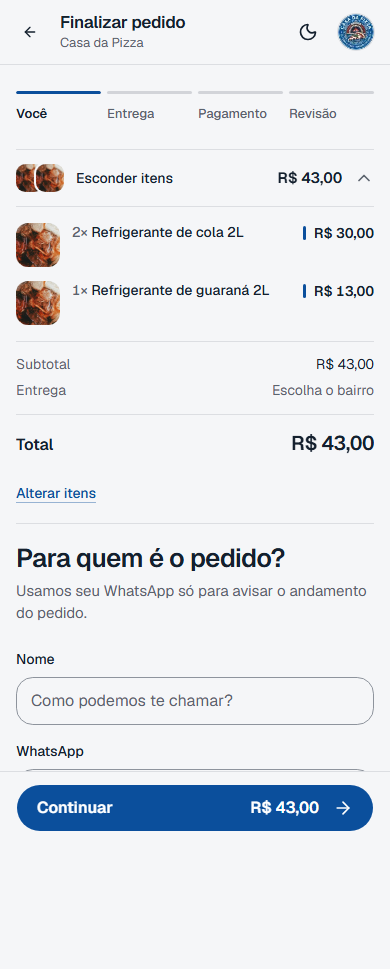 Finalizar pedido
Casa da Pizza
Você
Entrega
Pagamento
Revisão
Esconder itens
R$ 43,00
2× Refrigerante de cola 2L
R$ 30,00
1× Refrigerante de guaraná 2L
R$ 13,00
Subtotal
R$ 43,00
Entrega
Escolha o bairro
Total
R$ 43,00
Alterar itens
Para quem é o pedido?
Usamos seu WhatsApp só para avisar o andamento
do pedido.
Nome
Como podemos te chamar?
WhatsApp
Continuar
R$ 43,00